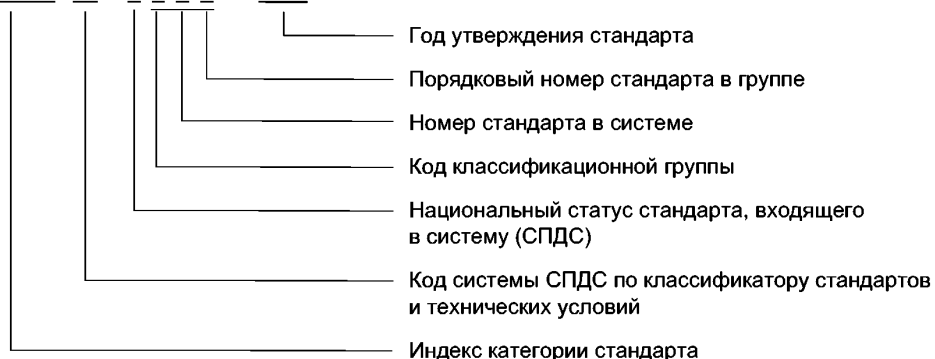 Год утверждения стандарта
Порядковый номер стандарта в группе
Номер стандарта в системе
Код классификационной группы
Национальный статус стандарта, входящего
в систему (СПДС)
Код системы СПДС по классификатору стандартов
и технических условий
Индекс категории стандарта